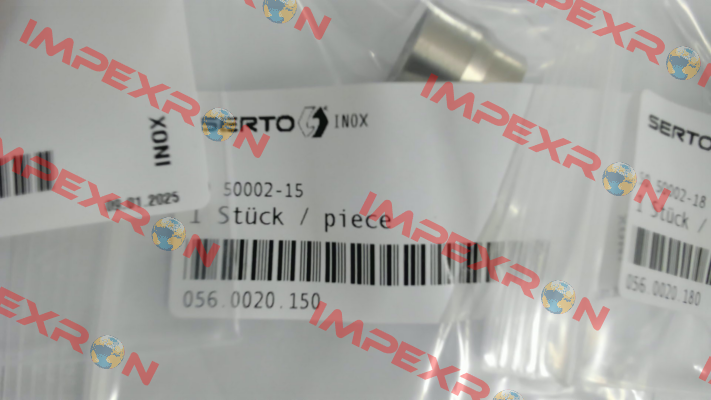 INOX
09.01.2025
SERTO INOX
50002-15
1 Stück / piece
056.0020.150
SERTO
50002-18
1 Stück /
056.0020.180
IMPEXRON
IMPEXRON
IMPEXRON
IMPEXRON
IMPEXRON
IMPEXRON
IMPEXRON